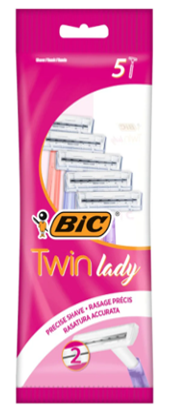 5
BiC
Twin lady
PRECISE SHAVE • RASAGE PRÉCIS
RASATURA ACCURATA
2